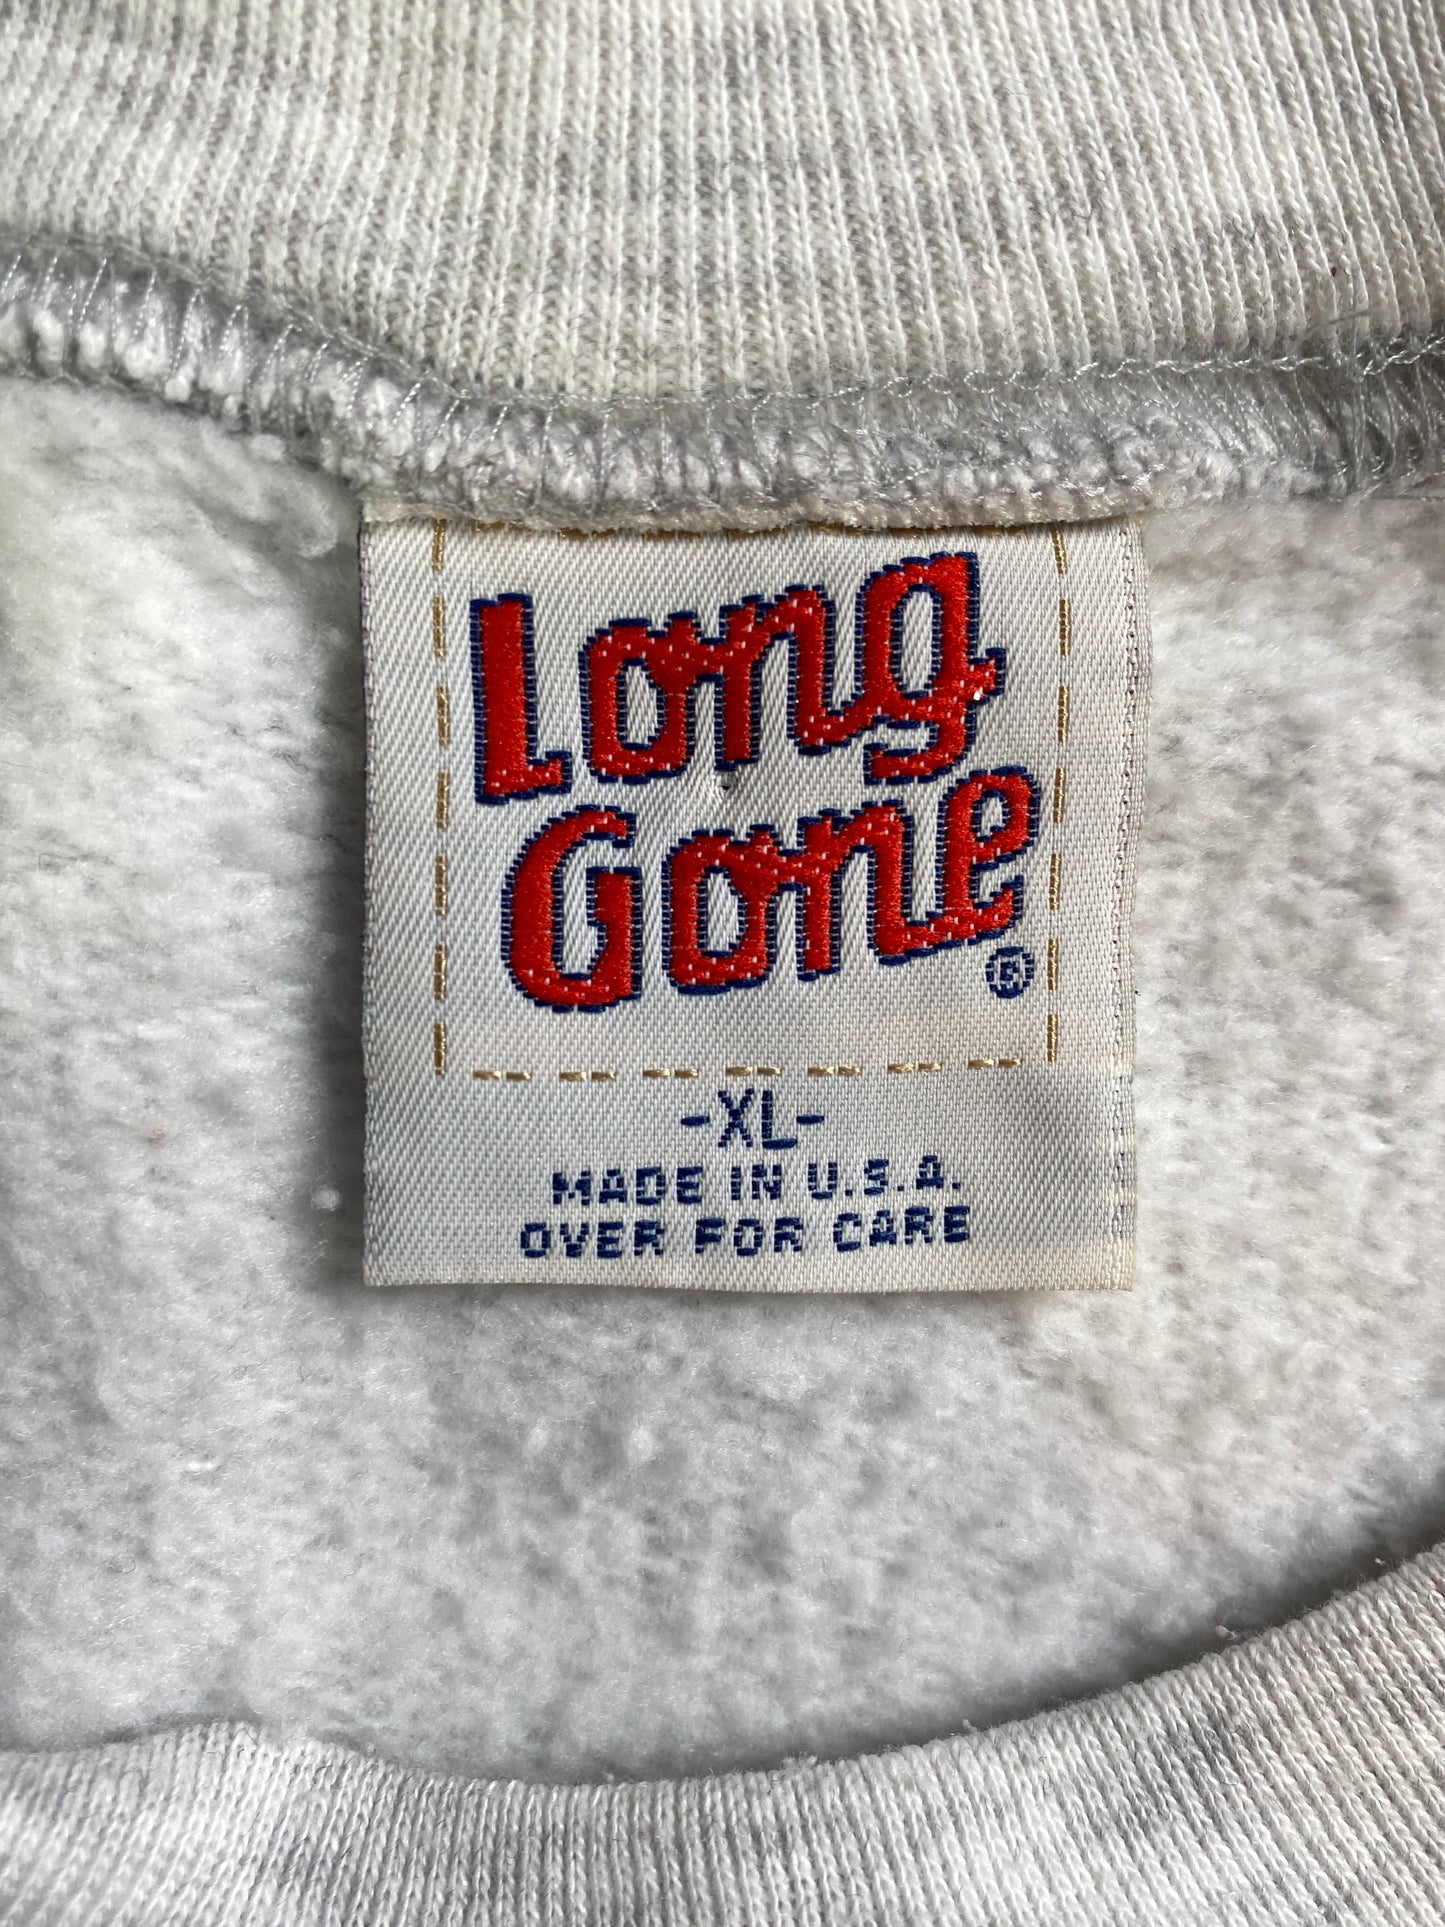 Long
Gone
®
-XL-
MADE IN U.S.A.
OVER FOR CARE